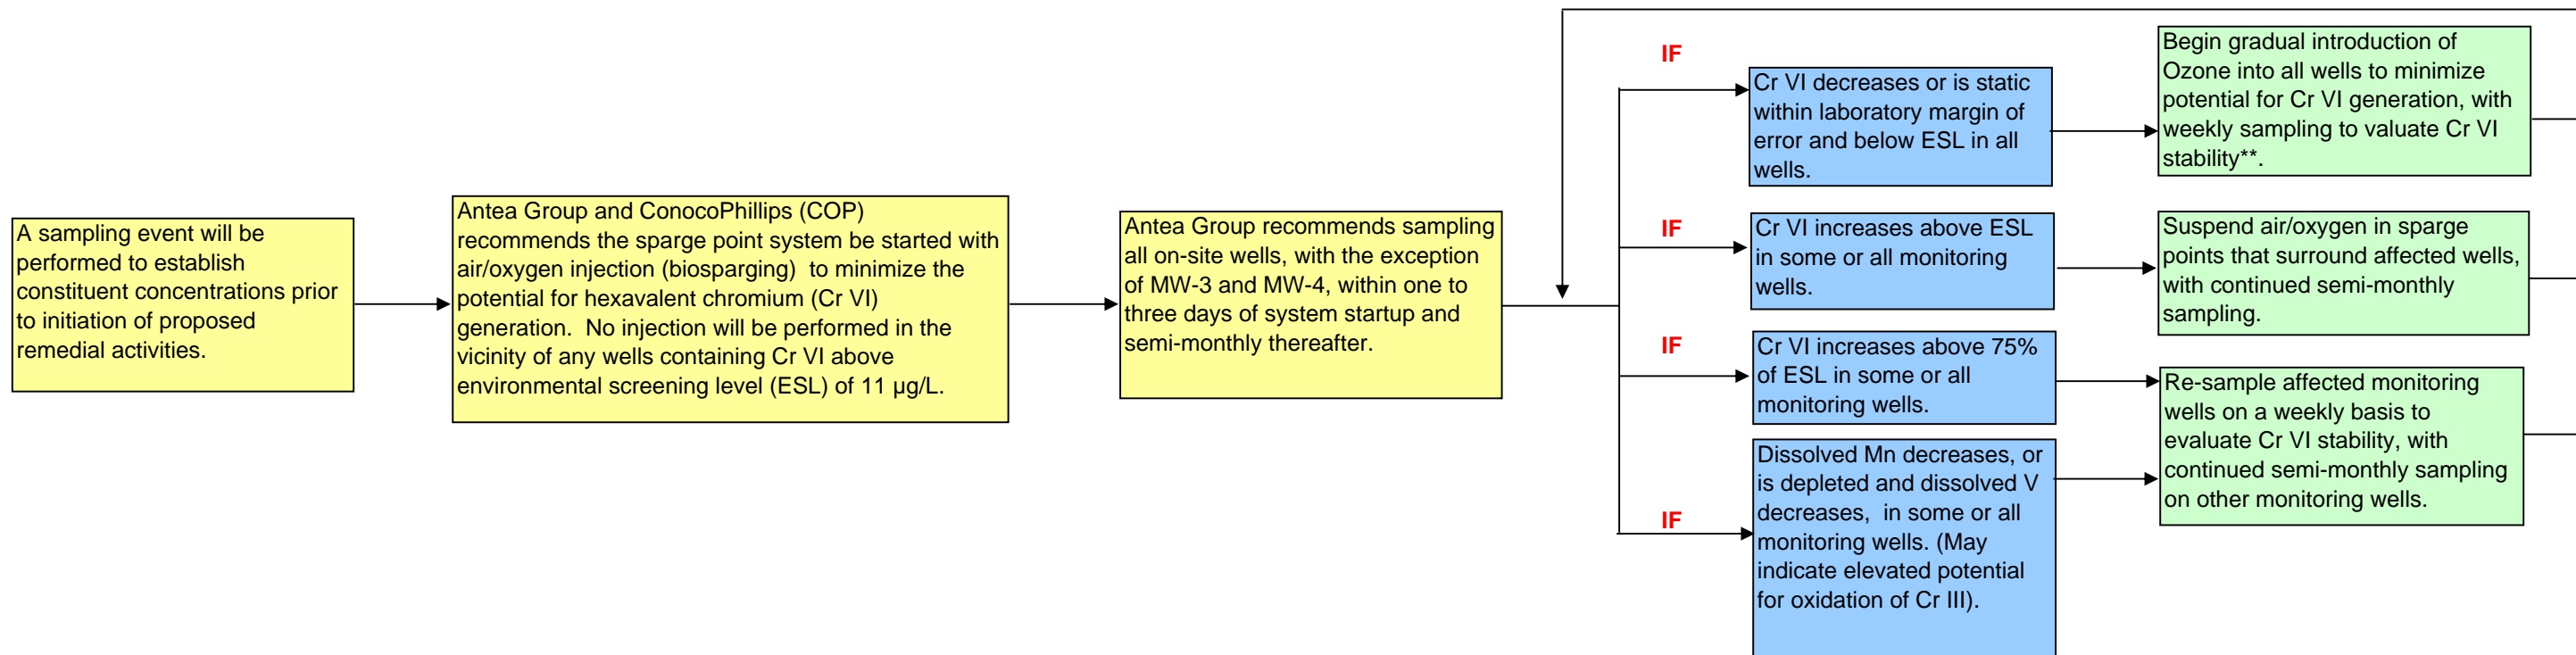 A sampling event will be
performed to establish
constituent concentrations prior
to initiation of proposed
remedial activities.
Antea Group and ConocoPhillips (COP)
recommends the sparge point system be started with
air/oxygen injection (biosparging) to minimize the
potential for hexavalent chromium (Cr VI)
generation. No injection will be performed in the
vicinity of any wells containing Cr VI above
environmental screening level (ESL) of 11 µg/L.
Antea Group recommends sampling
all on-site wells, with the exception
of MW-3 and MW-4, within one to
three days of system startup and
semi-monthly thereafter.
IF
Cr VI decreases or is static
within laboratory margin of
error and below ESL in all
wells.
Begin gradual introduction of
Ozone into all wells to minimize
potential for Cr VI generation, with
weekly sampling to valuate Cr VI
stability**.
IF
Cr VI increases above ESL
in some or all monitoring
wells.
Suspend air/oxygen in sparge
points that surround affected wells,
with continued semi-monthly
sampling.
IF
Cr VI increases above 75%
of ESL in some or all
monitoring wells.
Re-sample affected monitoring
wells on a weekly basis to
evaluate Cr VI stability, with
continued semi-monthly sampling
on other monitoring wells.
IF
Dissolved Mn decreases, or
is depleted and dissolved V
decreases, in some or all
monitoring wells. (May
indicate elevated potential
for oxidation of Cr III).